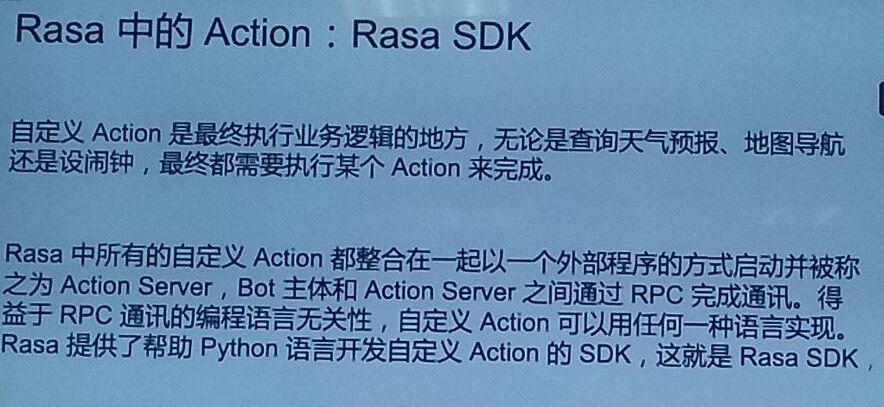 Rasa 中的 Action：Rasa SDK
自定义 Action 是最终执行业务逻辑的地方，无论是查询天气预报、地图导航
还是设闹钟，最终都需要执行某个 Action 来完成。
Rasa 中所有的自定义 Action 都整合在一起以一个外部程序的方式启动并被称
之为 Action Server，Bot 主体和 Action Server 之间通过 RPC 完成通讯。得
益于 RPC 通讯的编程语言无关性，自定义 Action 可以用任何一种语言实现。
Rasa 提供了帮助 Python 语言开发自定义 Action 的 SDK，这就是 Rasa SDK，